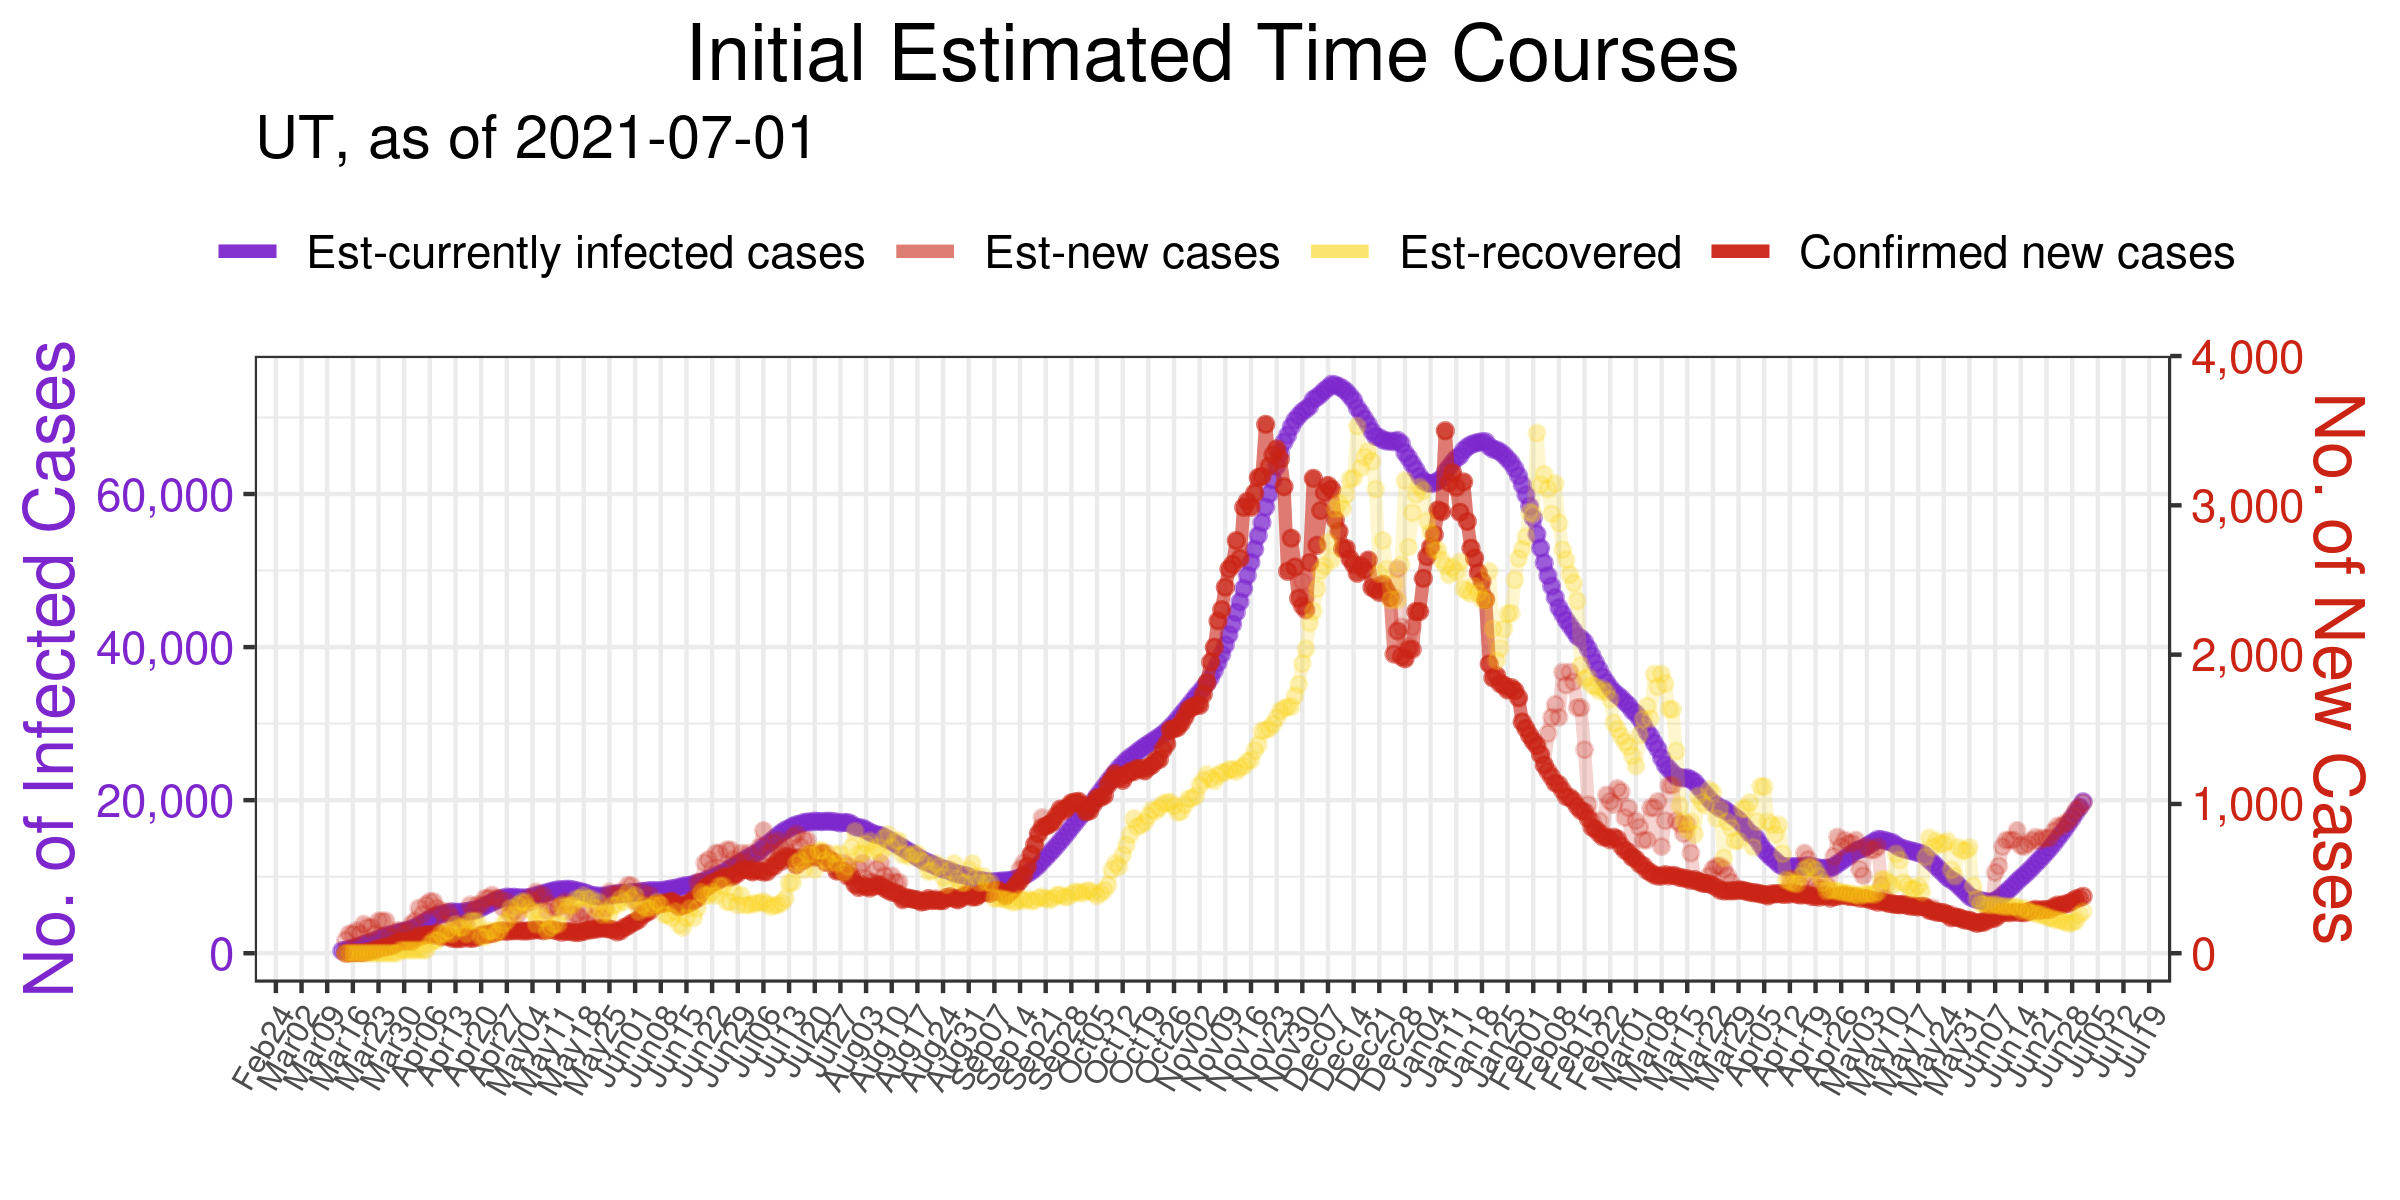 Initial Estimated Time Courses
UT, as of 2021-07-01
Est-currently infected cases Est-new cases Est-recovered Confirmed new cases
No. of Infected Cases
60,000
40,000
20,000
0
4,000
3,000
2,000
1,000
0
No. of New Cases
Feb24 Mar02 Mar09 Mar16 Mar23 Mar30 Apr06 Apr13 Apr20 Apr27 May04 May11 May18 May25 Jun01 Jun08 Jun15 Jun22 Jun29 Jul06 Jul13 Jul20 Jul27 Aug03 Aug10 Aug17 Aug24 Aug31 Sep07 Sep14 Sep21 Sep28 Oct05 Oct12 Oct19 Oct26 Nov02 Nov09 Nov16 Nov23 Nov30 Dec07 Dec14 Dec21 Dec28 Jan04 Jan11 Jan18 Jan25 Feb01 Feb08 Feb15 Feb22 Mar01 Mar08 Mar15 Mar22 Mar29 Apr05 Apr12 Apr19 Apr26 May03 May10 May17 May24 May31 Jun07 Jun14 Jun21 Jun28 Jul05 Jul12 Jul19